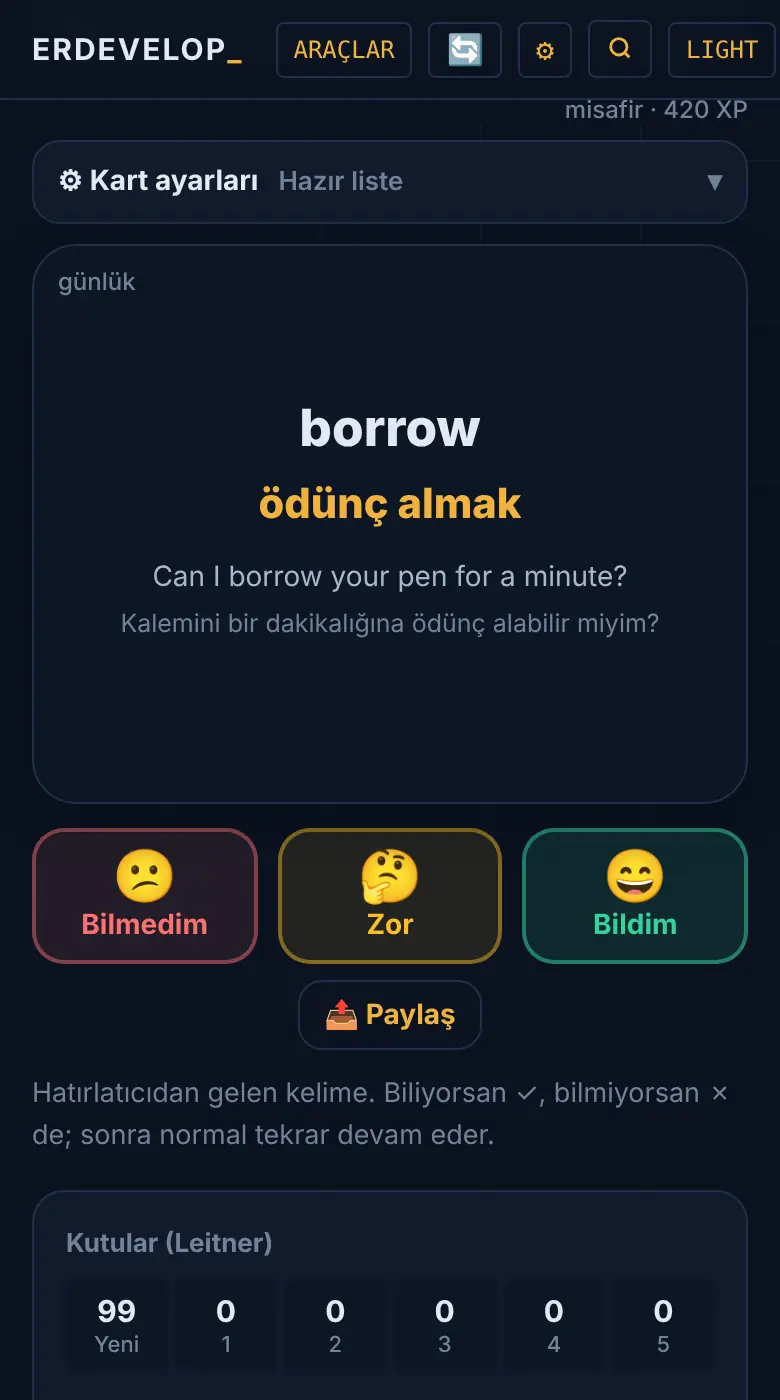 ERDEVELOP_ ARAÇLAR LIGHT
misafir · 420 XP
⚙ Kart ayarları Hazır liste ▼
günlük
borrow
ödünç almak
Can I borrow your pen for a minute?
Kalemini bir dakikalığına ödünç alabilir miyim?
Bilmedim Zor Bildim
Paylaş
Hatırlatıcıdan gelen kelime. Biliyorsan ✓, bilmiyorsan ×
de; sonra normal tekrar devam eder.
Kutular (Leitner)
99 0 0 0 0 0
Yeni 1 2 3 4 5